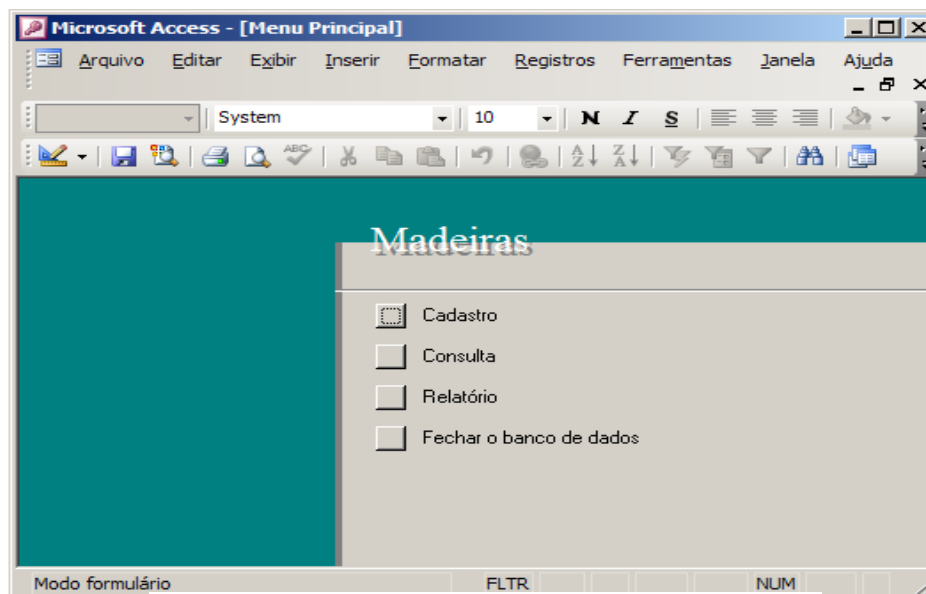 Microsoft Access - [Menu Principal]
Arquivo Editar Exibir Inserir Formatar Registros Ferramentas Janela Ajuda
System 10 N I S
ABC A Z Z A
Madeiras
Cadastro
Consulta
Relatório
Fechar o banco de dados
Modo formulário FLTR NUM